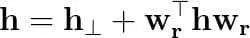 h = h⊥ + wᵣ⊤hwᵣ